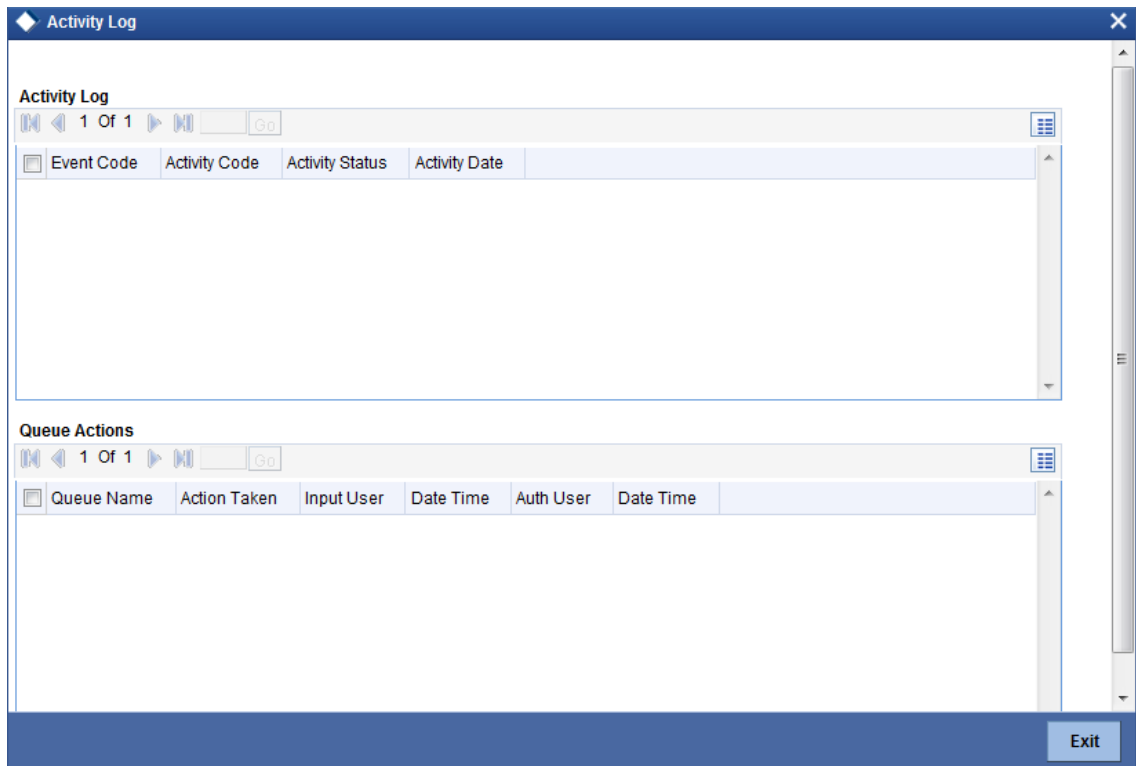 Activity Log
Activity Log
1 Of 1 Go
Event Code Activity Code Activity Status Activity Date
Queue Actions
1 Of 1 Go
Queue Name Action Taken Input User Date Time Auth User Date Time
Exit